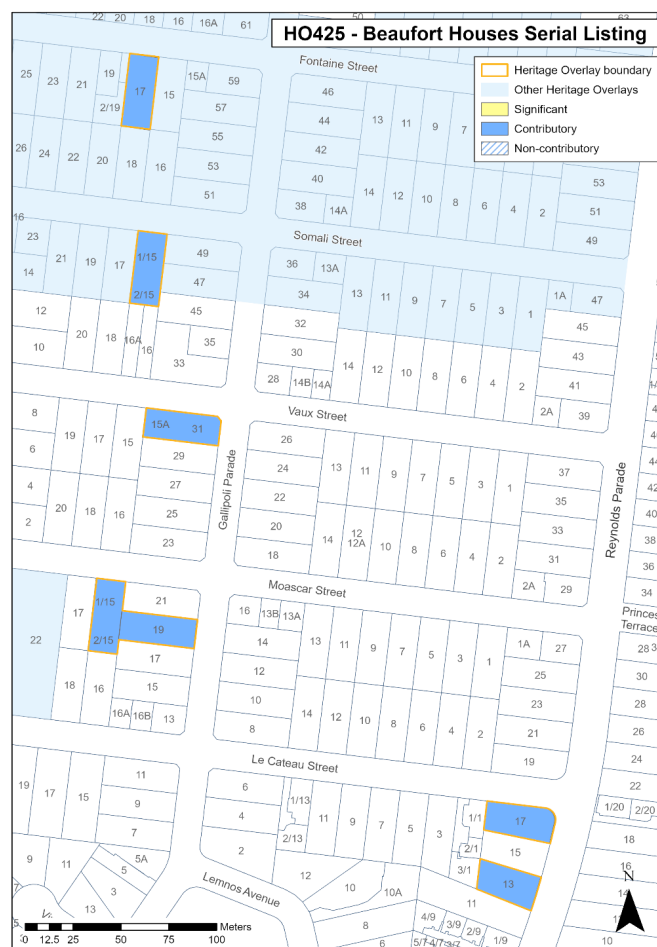 HO425 - Beaufort Houses Serial Listing
Heritage Overlay boundary
Other Heritage Overlays
Significant
Contributory
Non-contributory
22 20 18 16 16A 61
Fontaine Street
25 23 21 19 17 15 15A 59
2/19
57
55
26 24 22 20 18 16 53
51
46
44
42
40
38 14A
13 11 9 7
14 12 10 8 6 4 2
53
51
49
Somali Street
16
23
14
21 19 17 1/15 49
2/15 47
36 13A
34
13 11 9 7 5 3 1
1A 47
12
10
20 18 16A 16
45
35
33
32
30
28 14B 14A
14 12 10 8 6 4 2
45
43
41
2A 39
Vaux Street
8
6
19 17 15
15A 31
29
4
2
20 18 16
27
25
23
Gallipoli Parade
26
24
22
20
18
13 11 9 7 5 3 1
14 12 12A 10 8 6 4 2
37
35
33
31
2A 29
Reynolds Parade
42
40
38
36
34
Moascar Street
Princes
Terrace
22
17 1/15 21
2/15 19
18 16 17
15
16A 16B 13
16 13B 13A
14
12
10
8
13 11 9 7 5 3 1
14 12 10 8 6 4 2
1A 27
25
23
21
19
28
30
28
26
24
22
1/20 2/20
18
16
14
10
Le Cateau Street
19 17 15
11
9
7
9 11
5A
5
3
13
6
4
2
1/13
2/13
11 9 7 5 3
1/1
2/1
3/1
17
15
13
11
12 10 10A
8
6
4/9 3/9 2/9 1/9
Lemnos Avenue
N
Meters
0 12.5 25 50 75 100